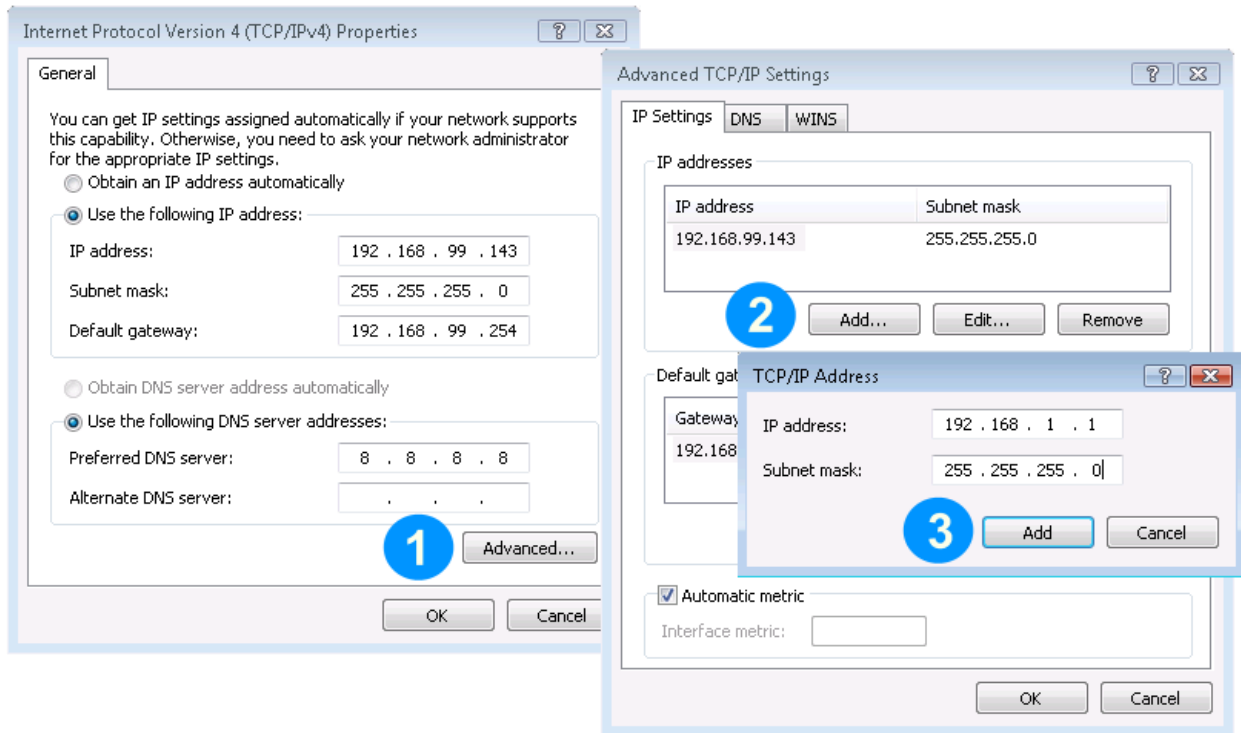 Internet Protocol Version 4 (TCP/IPv4) Properties
General
You can get IP settings assigned automatically if your network supports
this capability. Otherwise, you need to ask your network administrator
for the appropriate IP settings.
Obtain an IP address automatically
Use the following IP address:
IP address: 192 . 168 . 99 . 143
Subnet mask: 255 . 255 . 255 . 0
Default gateway: 192 . 168 . 99 . 254
Obtain DNS server address automatically
Use the following DNS server addresses:
Preferred DNS server: 8 . 8 . 8 . 8
Alternate DNS server: . . .
1 Advanced...
OK Cancel
Advanced TCP/IP Settings
IP Settings DNS WINS
IP addresses
IP address Subnet mask
192.168.99.143 255.255.255.0
2 Add... Edit... Remove
Default gat
Gateway
192.168
TCP/IP Address
IP address: 192 . 168 . 1 . 1
Subnet mask: 255 . 255 . 255 . 0
3 Add Cancel
Automatic metric
Interface metric:
OK Cancel